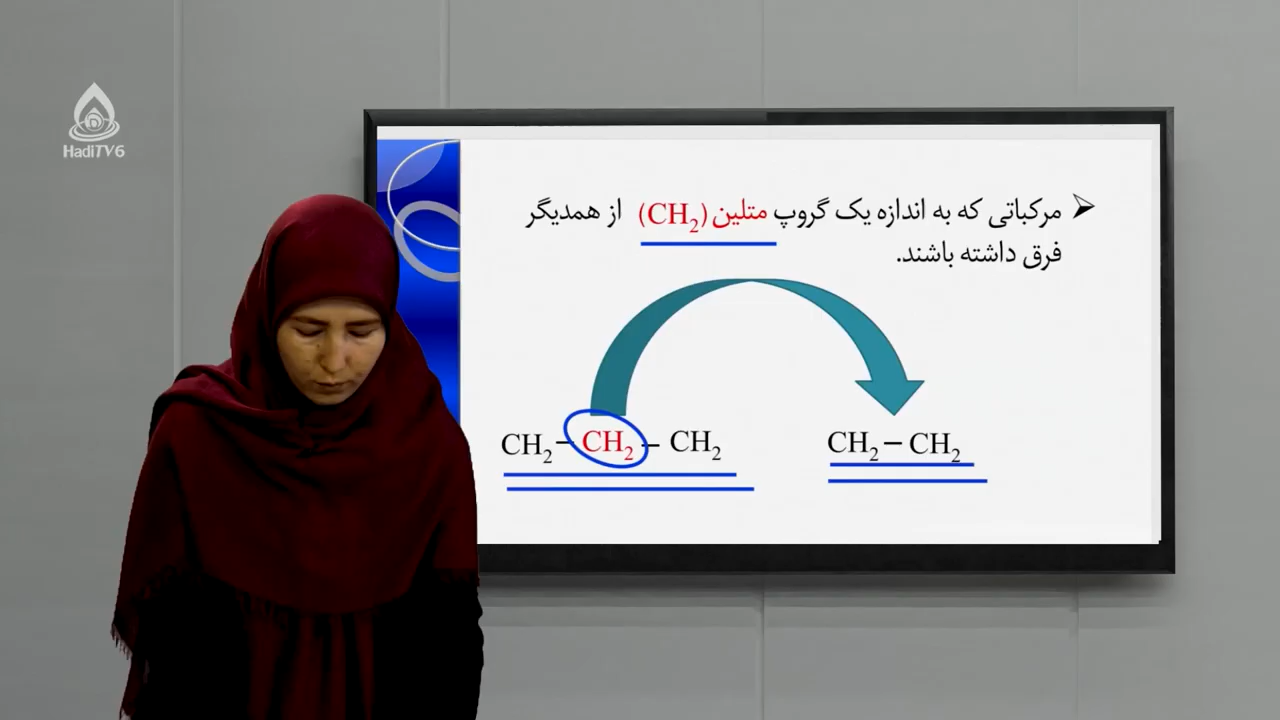 HadiTV6
مرکباتی که به اندازه یک گروپ متلین (CH₂) از همدیگر
فرق داشته باشند.
CH₂ – CH₂ – CH₂
CH₂ – CH₂